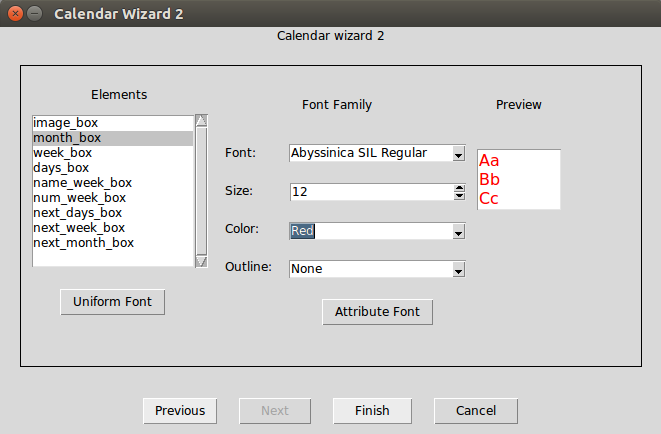 Calendar Wizard 2
Calendar wizard 2
Elements
image_box
month_box
week_box
days_box
name_week_box
num_week_box
next_days_box
next_week_box
next_month_box
Uniform Font
Font Family
Font: Abyssinica SIL Regular
Size: 12
Color: Red
Outline: None
Attribute Font
Preview
Aa
Bb
Cc
Previous Next Finish Cancel